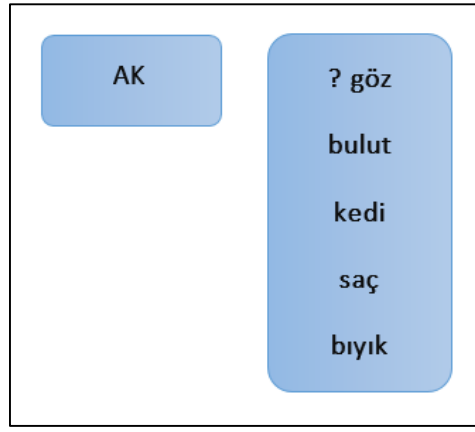 AK
? göz
bulut
kedi
saç
bıyık